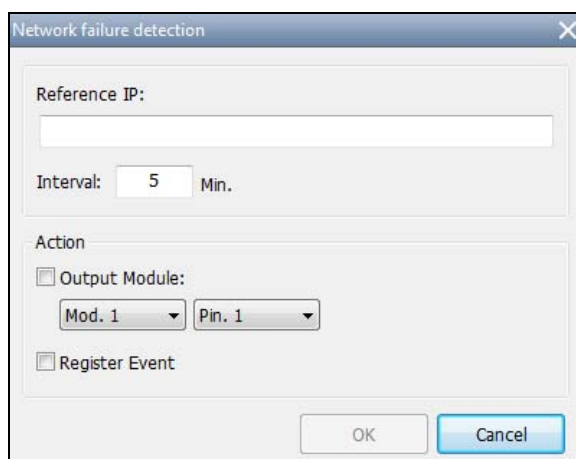 Network failure detection
Reference IP:
Interval: 5 Min.
Action
Output Module:
Mod. 1 Pin. 1
Register Event
OK Cancel